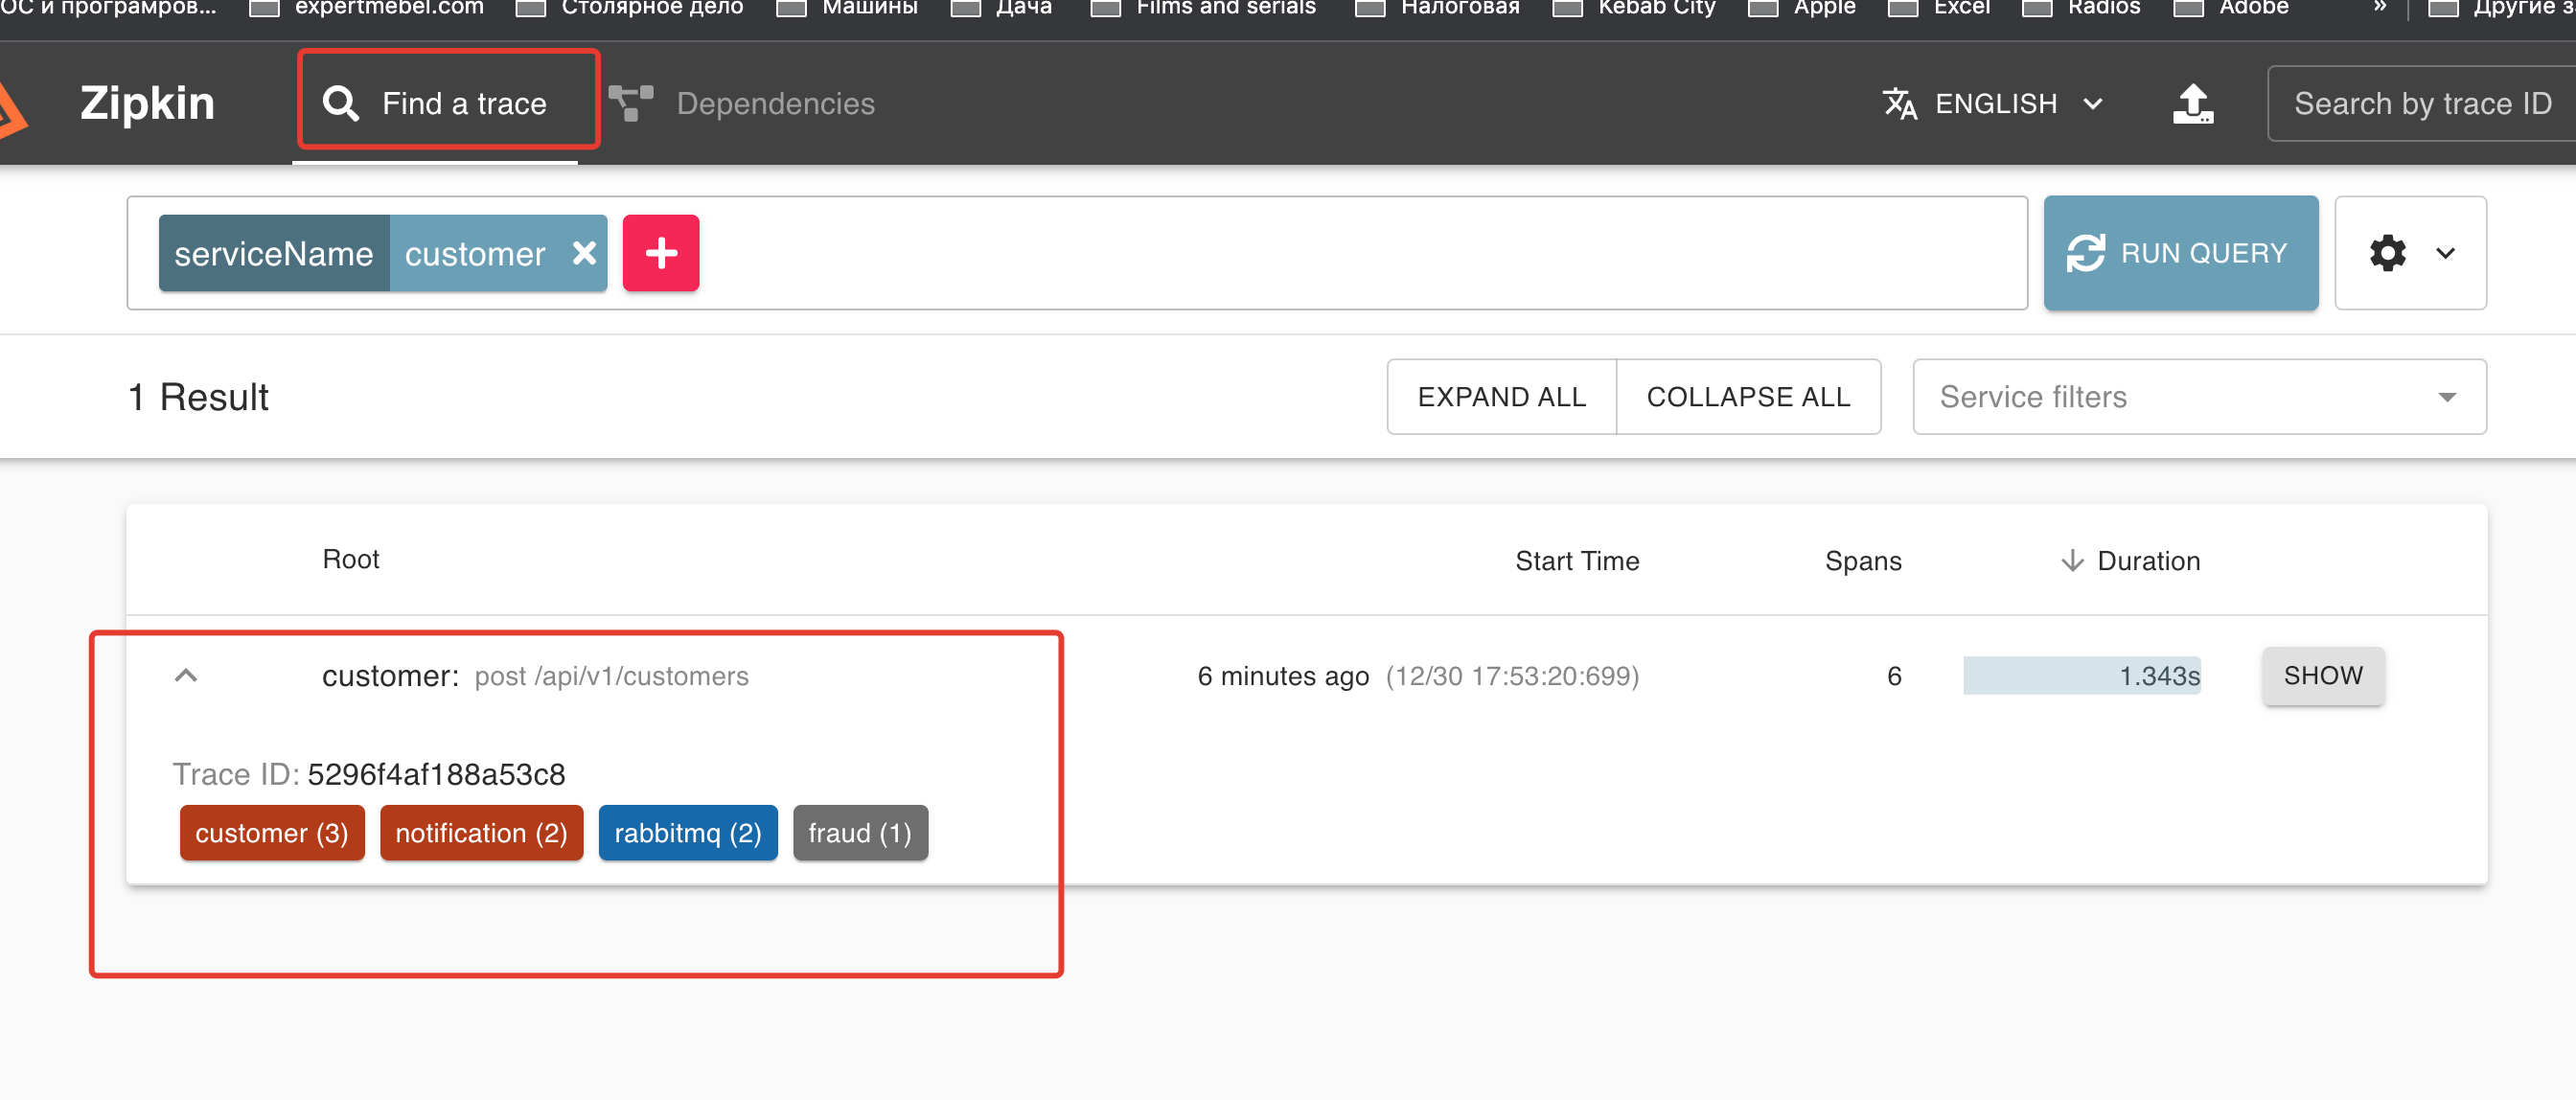 ОС и програмров... expertmebel.com Столярное дело Машины Дача Films and serials Налоговая Kebab City Apple Excel Radios Adobe » Другие з
Zipkin Find a trace Dependencies ENGLISH Search by trace ID
serviceName customer RUN QUERY
1 Result EXPAND ALL COLLAPSE ALL Service filters
Root Start Time Spans Duration
customer: post /api/v1/customers 6 minutes ago (12/30 17:53:20:699) 6 1.343s SHOW
Trace ID: 5296f4af188a53c8
customer (3) notification (2) rabbitmq (2) fraud (1)